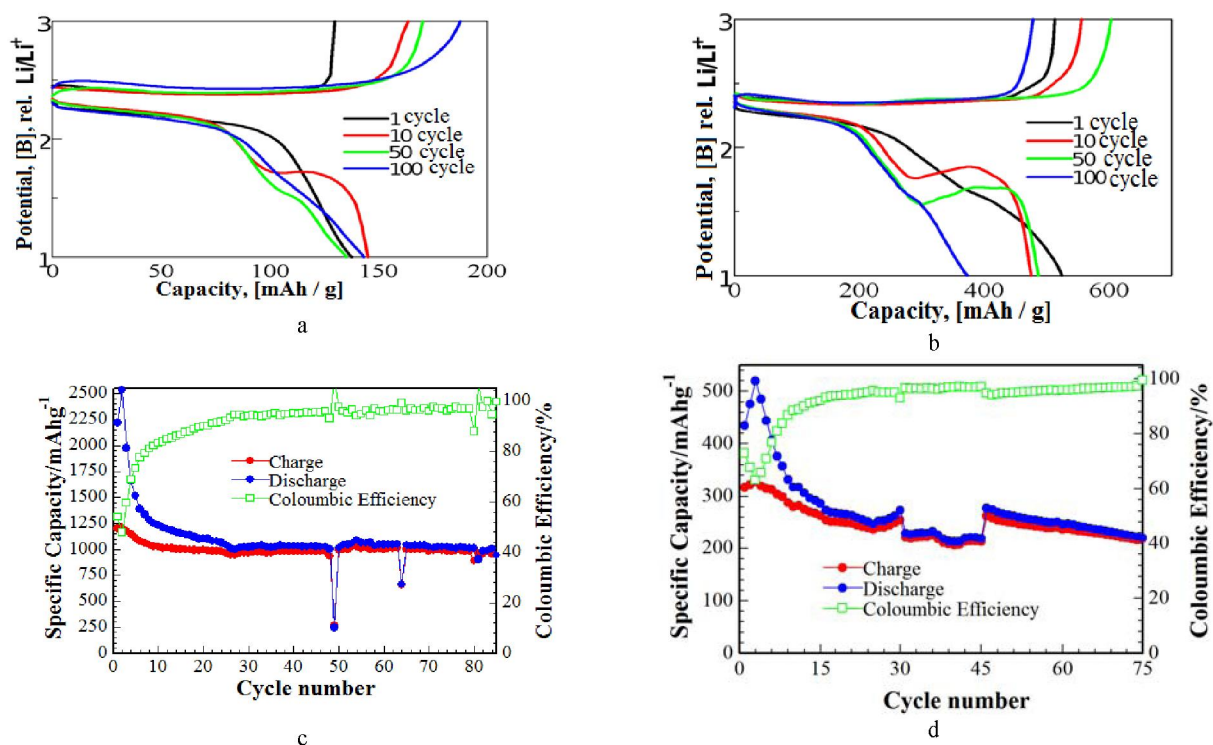 3
2
1
Potential, [B], rel. Li/Li+
1 cycle
10 cycle
50 cycle
100 cycle
0 50 100 150 200
Capacity, [mAh / g]
a
3
2
1
Potential, [B] rel. Li/Li+
1 cycle
10 cycle
50 cycle
100 cycle
0 200 400 600
Capacity, [mAh / g]
b
2500
2250
2000
1750
1500
1250
1000
750
500
250
0
Specific Capacity/mAhg-1
Charge
Discharge
Coloumbic Efficiency
100
80
60
40
20
0
Coloumbic Efficiency/%
0 10 20 30 40 50 60 70 80
Cycle number
c
500
400
300
200
100
0
Specific Capacity/mAhg-1
Charge
Discharge
Coloumbic Efficiency
100
80
60
40
20
0
Coloumbic Efficiency/%
0 15 30 45 60 75
Cycle number
d